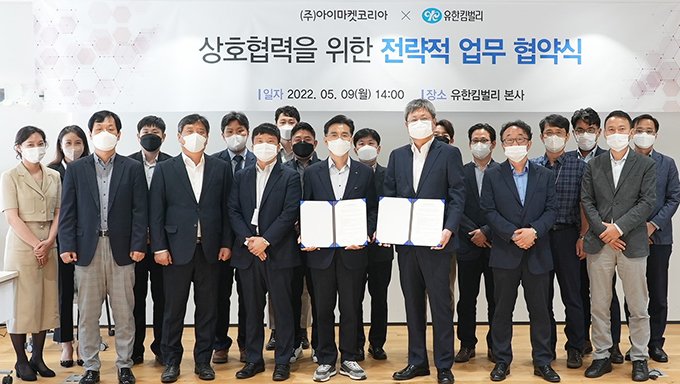 (주)아이마켓코리아 × 유한킴벌리
상호협력을 위한 전략적 업무 협약식
일자 2022. 05. 09(월) 14:00 장소 유한킴벌리 본사